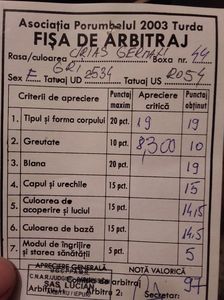 Asociația Porumbelul 2003 Turda
FIȘA DE ARBITRAJ
Rasa/culoarea URIAS GERMAN Boxa nr. 44
GRI
Sex F Tatuaj UD 2534 Tatuaj US R054
Criterii de apreciere Punctaj maxim Apreciere critică Punctaj obținut
1. Tipul și forma corpului 20 pct. 19 19
2. Greutate 10 pct. 8,300 10
3. Blana 20 pct. 19 19
4. Capul și urechile 15 pct. 15
5. Culoarea de acoperire și luciul 15 pct. 14,5
6. Culoarea de bază 15 pct. 14,5
7. Modul de îngrijire și starea sănătății 5 pct. 5
APRECIERE GENERALĂ NOTĂ VALORICĂ
97
C.N.A.R.
SAS LUCIAN
Arbitru 2:
Secretar